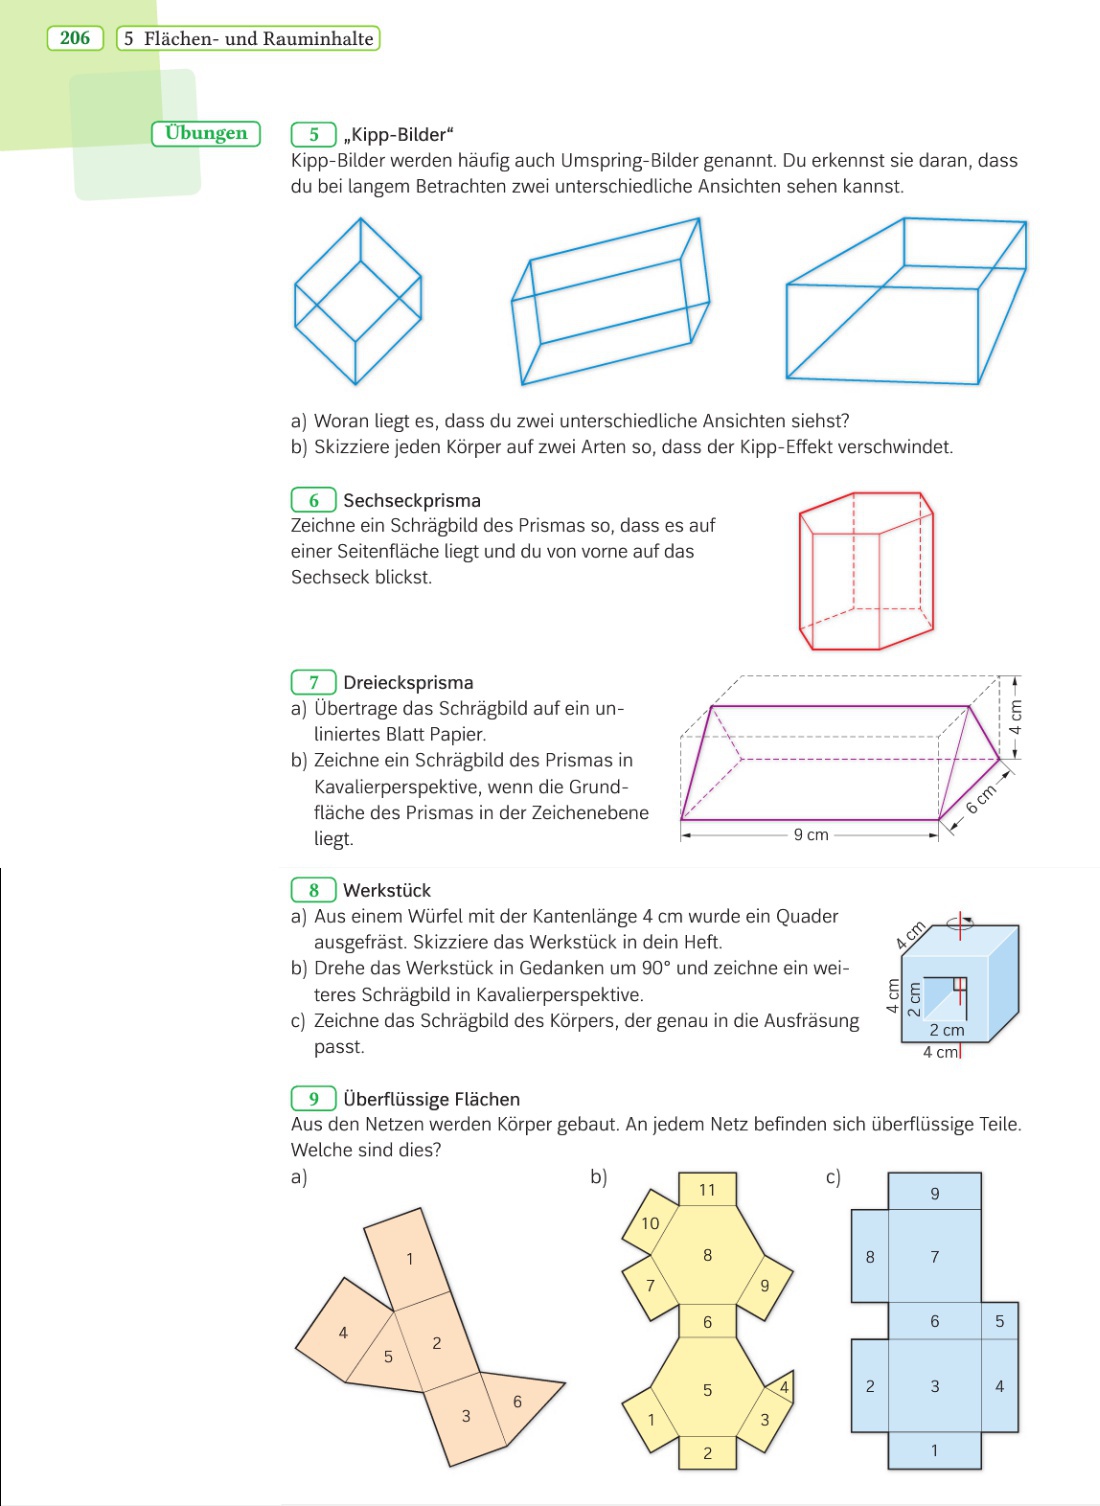 206
5 Flächen- und Rauminhalte
Übungen
5 „Kipp-Bilder“
Kipp-Bilder werden häufig auch Umspring-Bilder genannt. Du erkennst sie daran, dass
du bei langem Betrachten zwei unterschiedliche Ansichten sehen kannst.
a) Woran liegt es, dass du zwei unterschiedliche Ansichten siehst?
b) Skizziere jeden Körper auf zwei Arten so, dass der Kipp-Effekt verschwindet.
6 Sechseckprisma
Zeichne ein Schrägbild des Prismas so, dass es auf
einer Seitenfläche liegt und du von vorne auf das
Sechseck blickst.
7 Dreiecksprisma
a) Übertrage das Schrägbild auf ein un-
liniertes Blatt Papier.
b) Zeichne ein Schrägbild des Prismas in
Kavalierperspektive, wenn die Grund-
fläche des Prismas in der Zeichenebene
liegt.
4 cm
6 cm
9 cm
8 Werkstück
a) Aus einem Würfel mit der Kantenlänge 4 cm wurde ein Quader
ausgefräst. Skizziere das Werkstück in dein Heft.
b) Drehe das Werkstück in Gedanken um 90° und zeichne ein wei-
teres Schrägbild in Kavalierperspektive.
c) Zeichne das Schrägbild des Körpers, der genau in die Ausfräsung
passt.
4 cm
4 cm
2 cm
2 cm
4 cm
9 Überflüssige Flächen
Aus den Netzen werden Körper gebaut. An jedem Netz befinden sich überflüssige Teile.
Welche sind dies?
a)
1
4
5
2
3
6
b)
11
10
8
7
9
6
5
4
1
3
2
c)
9
8
7
6
5
2
3
4
1